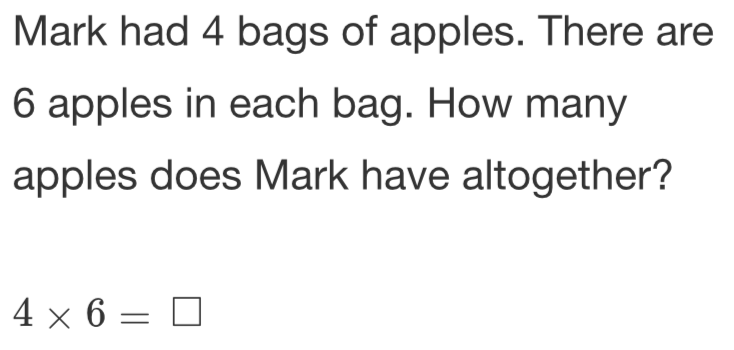 Mark had 4 bags of apples. There are
6 apples in each bag. How many
apples does Mark have altogether?
4 × 6 = □